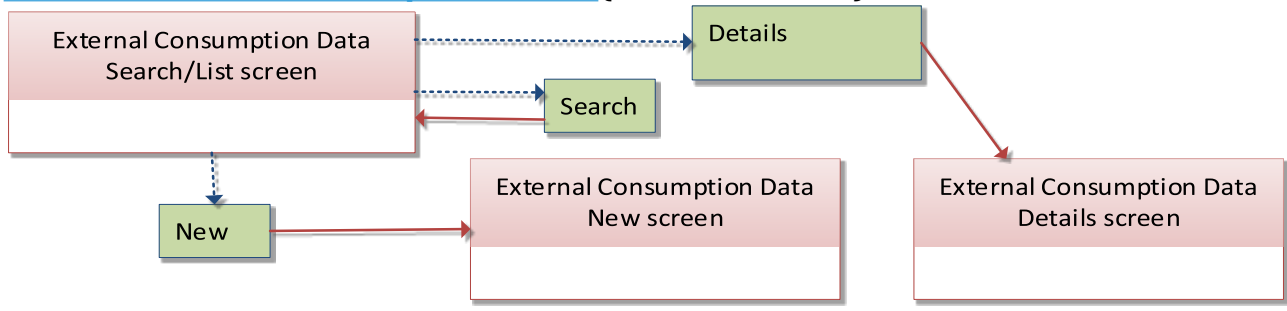 External Consumption Data
Search/List screen
Details
Search
External Consumption Data
New screen
External Consumption Data
Details screen
New